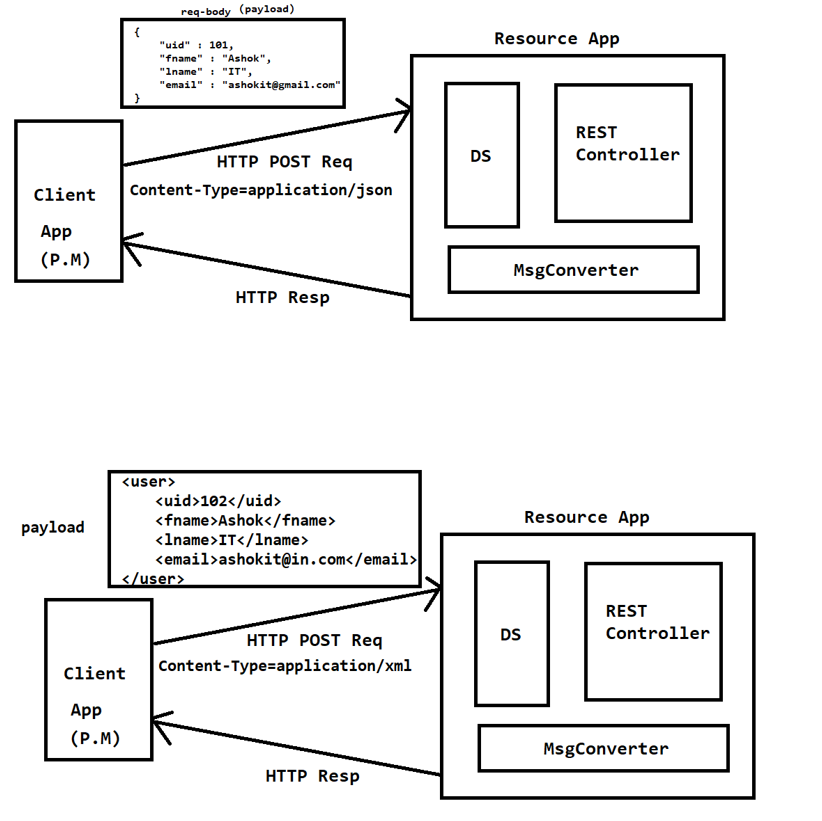 req-body (payload)
{
"uid" : 101,
"fname" : "Ashok",
"lname" : "IT",
"email" : "ashokit@gmail.com"
}
Resource App
Client
App
(P.M)
HTTP POST Req
Content-Type=application/json
HTTP Resp
DS
REST
Controller
MsgConverter
payload
<user>
<uid>102</uid>
<fname>Ashok</fname>
<lname>IT</lname>
<email>ashokit@in.com</email>
</user>
Resource App
Client
App
(P.M)
HTTP POST Req
Content-Type=application/xml
HTTP Resp
DS
REST
Controller
MsgConverter